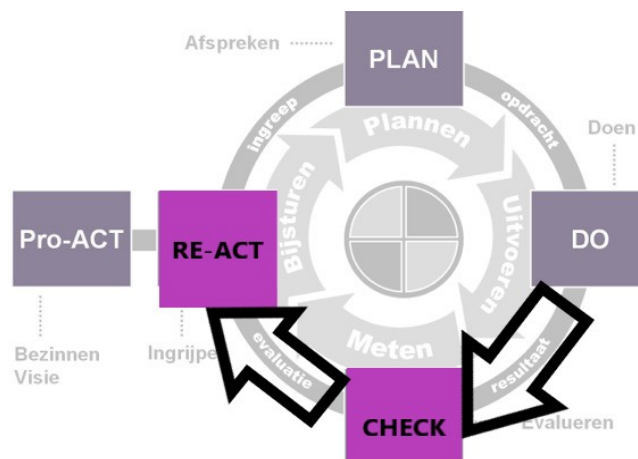 Afspreken
PLAN
ingreep
opdracht
Plannen
Doen
Bijsturen
Uitvoeren
Pro-ACT
RE-ACT
DO
Bezinnen
Visie
Ingrijpe
evaluatie
Meten
resultaat
CHECK
Evalueren